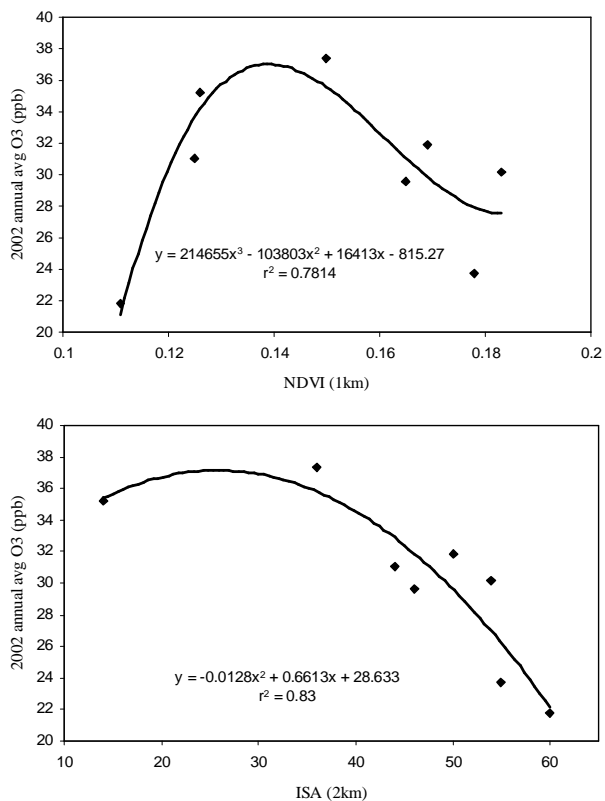 40
38
36
34
32
30
28
26
24
22
20
2002 annual avg O3 (ppb)
y = 214655x³ - 103803x² + 16413x - 815.27
r² = 0.7814
0.1 0.12 0.14 0.16 0.18 0.2
NDVI (1km)
40
38
36
34
32
30
28
26
24
22
20
2002 annual avg O3 (ppb)
y = -0.0128x² + 0.6613x + 28.633
r² = 0.83
10 20 30 40 50 60
ISA (2km)